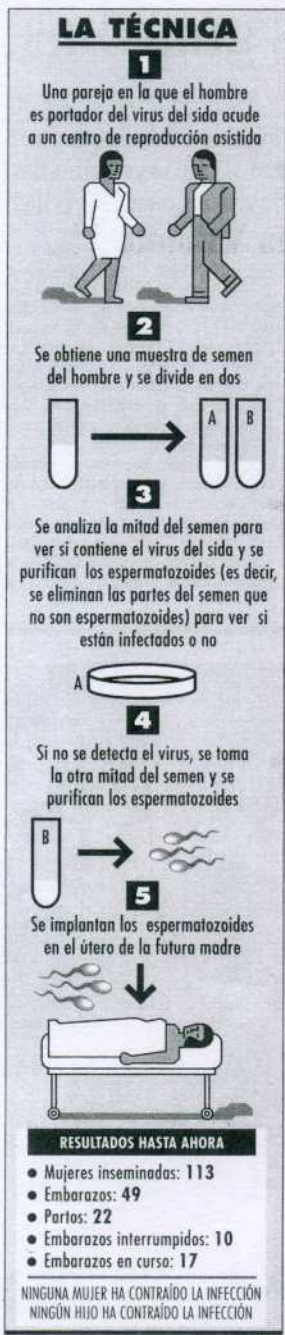 LA TÉCNICA
1
Una pareja en la que el hombre
es portador del virus del sida acude
a un centro de reproducción asistida
2
Se obtiene una muestra de semen
del hombre y se divide en dos
A B
3
Se analiza la mitad del semen para
ver si contiene el virus del sida y se
purifican los espermatozoides (es decir,
se eliminan las partes del semen que
no son espermatozoides) para ver si
están infectados o no
A
4
Si no se detecta el virus, se toma
la otra mitad del semen y se
purifican los espermatozoides
B
5
Se implantan los espermatozoides
en el útero de la futura madre
RESULTADOS HASTA AHORA
● Mujeres inseminadas: 113
● Embarazos: 49
● Partos: 22
● Embarazos interrumpidos: 10
● Embarazos en curso: 17
NINGUNA MUJER HA CONTRAÍDO LA INFECCIÓN
NINGÚN HIJO HA CONTRAÍDO LA INFECCIÓN